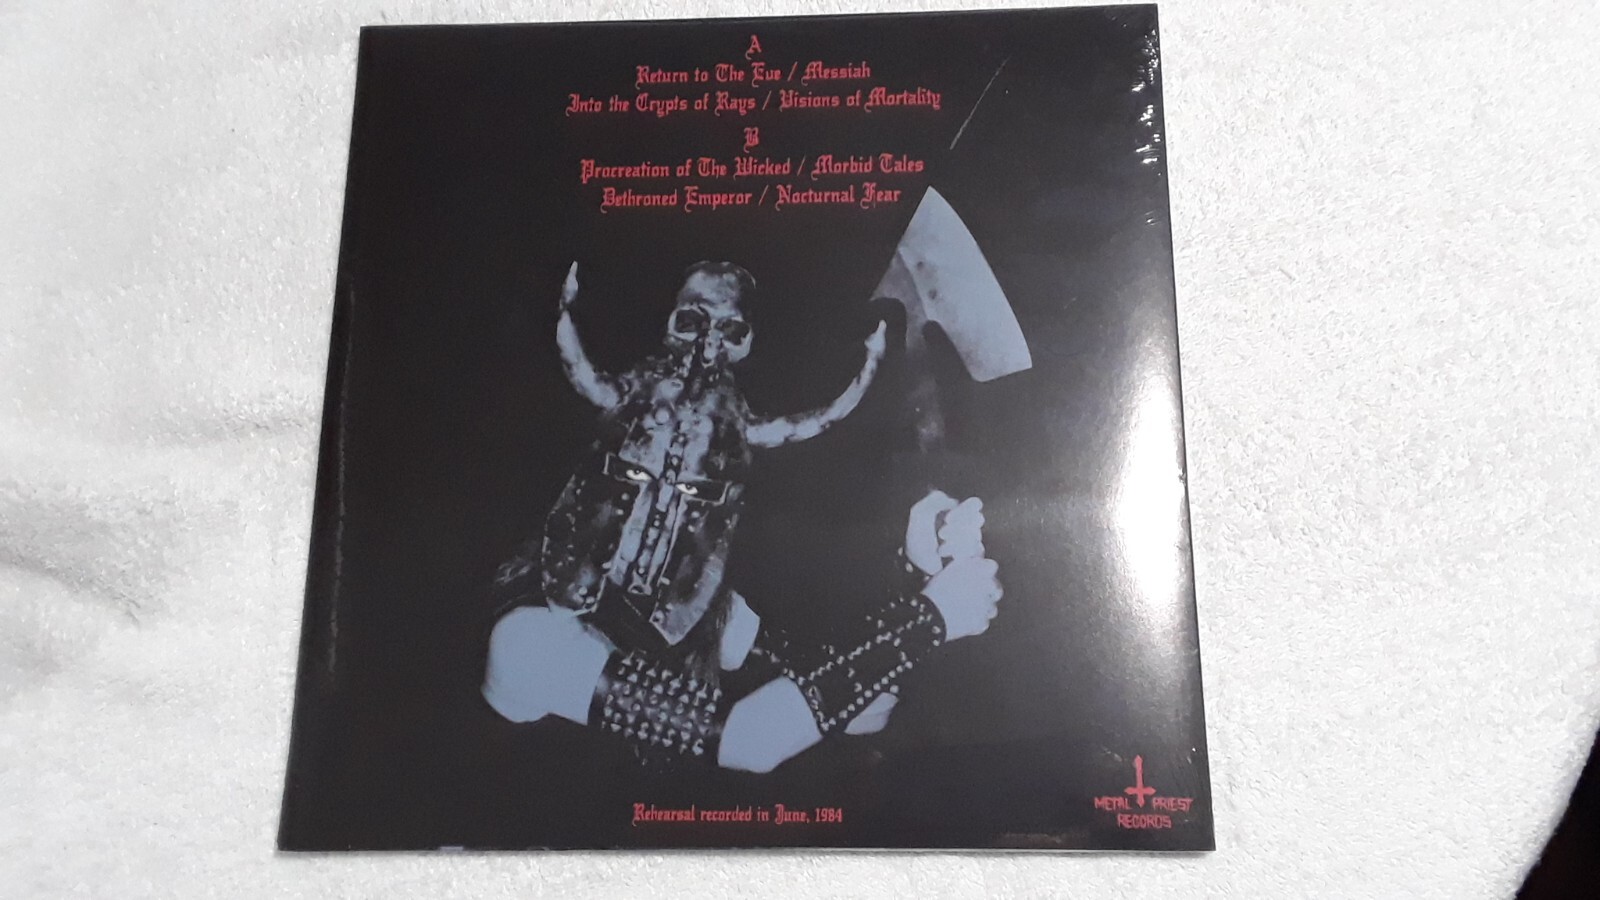 A
Return to The Eve / Messiah
Into the Crypts of Rays / Visions of Mortality
B
Procreation of The Wicked / Morbid Tales
Dethroned Emperor / Nocturnal Fear
Rehearsal recorded in June, 1984
METAL PRIEST
RECORDS